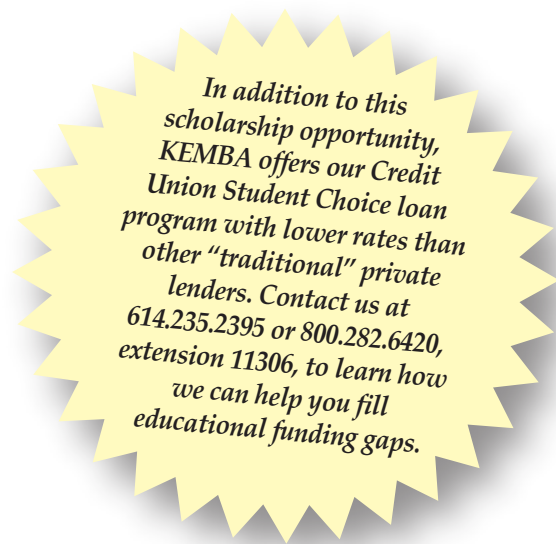 In addition to this
scholarship opportunity,
KEMBA offers our Credit
Union Student Choice loan
program with lower rates than
other “traditional” private
lenders. Contact us at
614.235.2395 or 800.282.6420,
extension 11306, to learn how
we can help you fill
educational funding gaps.